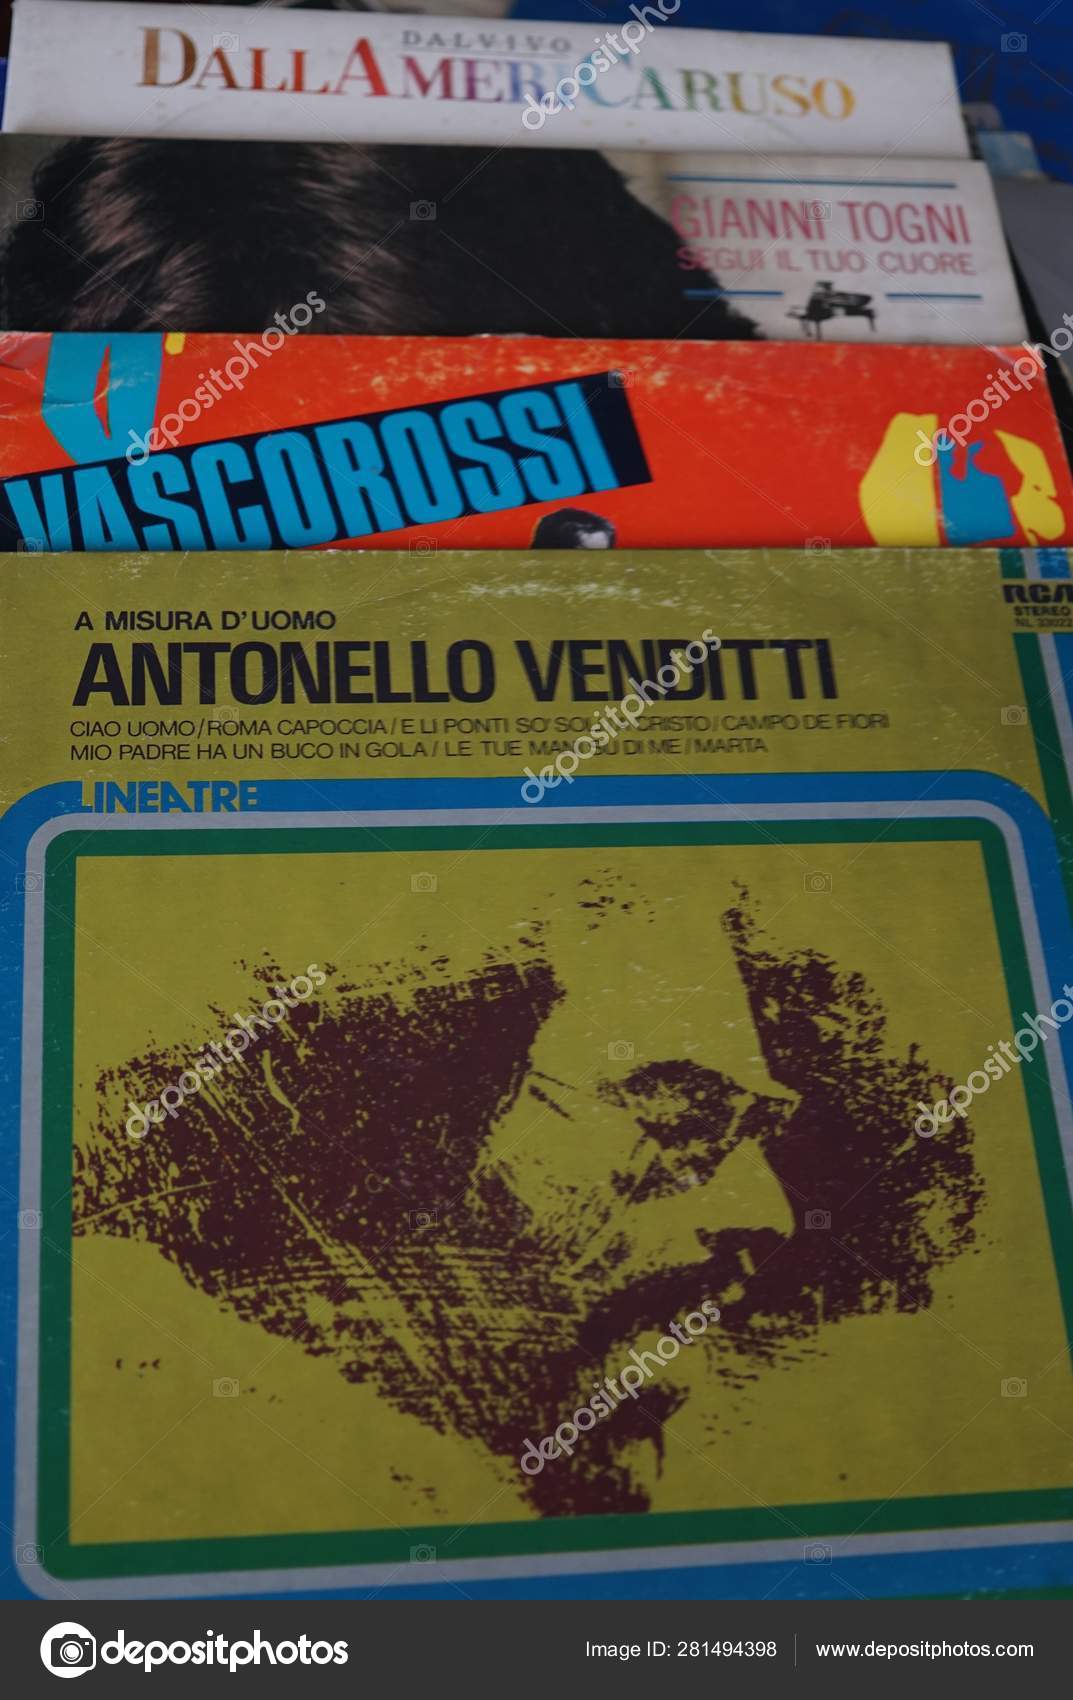 DALVIVO
DALLAMERICARUSO
GIANNI TOGNI
SEGUI IL TUO CUORE
VASCOROSSI
RCA
STEREO
NL 33022
A MISURA D'UOMO
ANTONELLO VENDITTI
CIAO UOMO/ROMA CAPOCCIA/E LI PONTI SO' SOLI/A CRISTO/CAMPO DE FIORI
MIO PADRE HA UN BUCO IN GOLA/LE TUE MANI SU DI ME/MARTA
LINEATRE
depositphotos
Image ID: 281494398
www.depositphotos.com